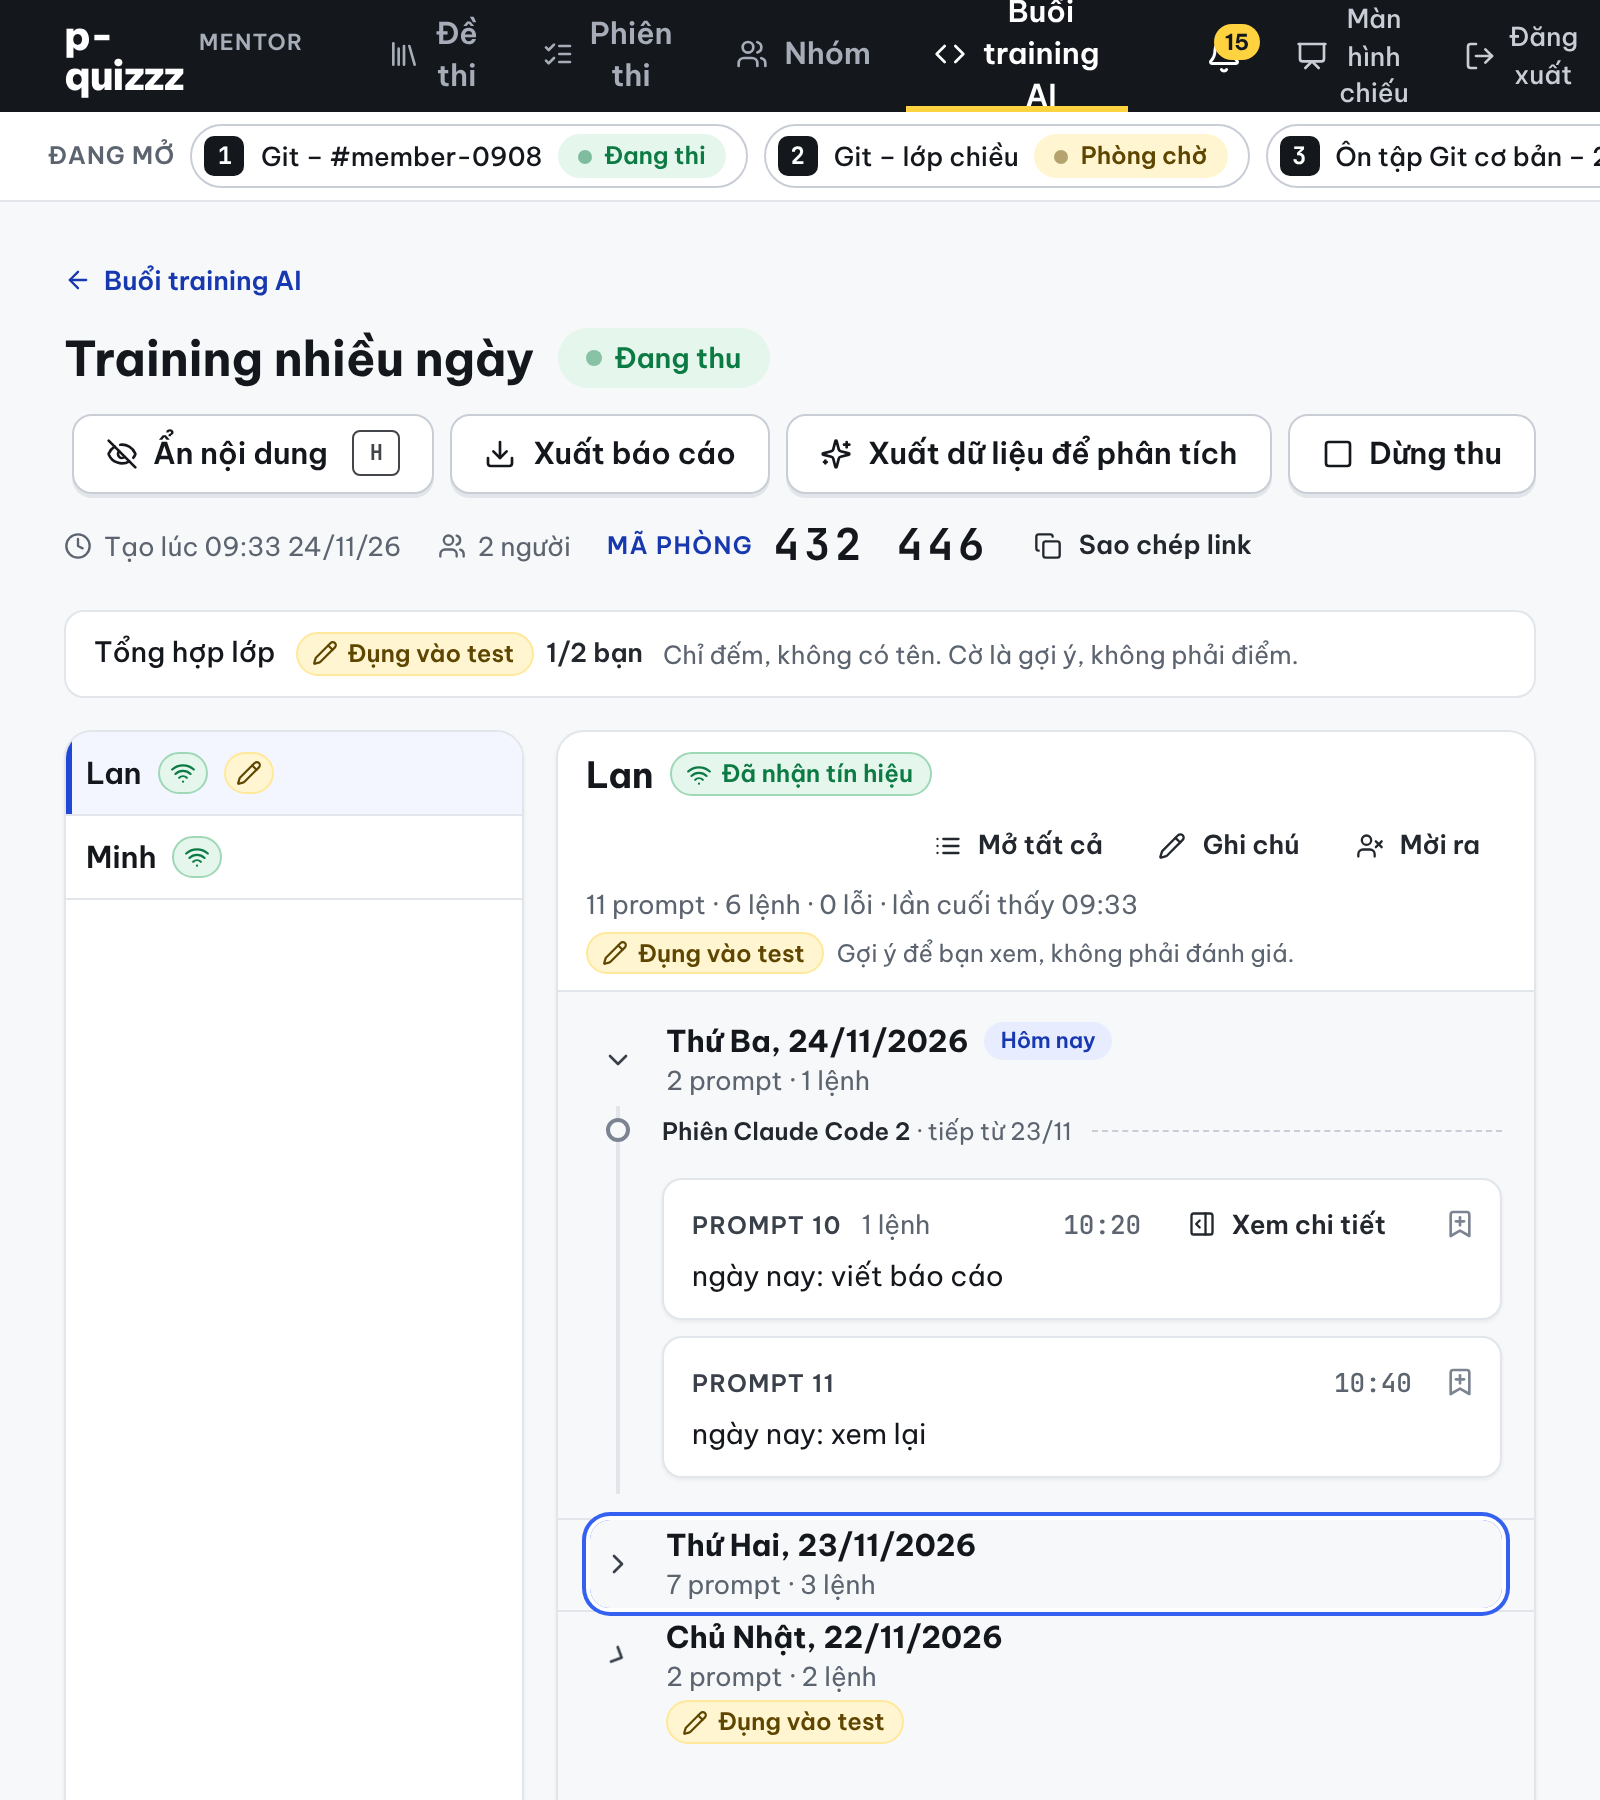 p-quizzz MENTOR
Đề thi
Phiên thi
Nhóm
Buổi training AI
15
Màn hình chiếu
Đăng xuất
ĐANG MỞ
1 Git – #member-0908 Đang thi
2 Git – lớp chiều Phòng chờ
3 Ôn tập Git cơ bản –
Buổi training AI
Training nhiều ngày Đang thu
Ẩn nội dung H
Xuất báo cáo
Xuất dữ liệu để phân tích
Dừng thu
Tạo lúc 09:33 24/11/26 2 người MÃ PHÒNG 432 446 Sao chép link
Tổng hợp lớp Đụng vào test 1/2 bạn Chỉ đếm, không có tên. Cờ là gợi ý, không phải điểm.
Lan
Minh
Lan Đã nhận tín hiệu
Mở tất cả Ghi chú Mời ra
11 prompt · 6 lệnh · 0 lỗi · lần cuối thấy 09:33
Đụng vào test Gợi ý để bạn xem, không phải đánh giá.
Thứ Ba, 24/11/2026 Hôm nay
2 prompt · 1 lệnh
Phiên Claude Code 2 · tiếp từ 23/11
PROMPT 10 1 lệnh 10:20 Xem chi tiết
ngày nay: viết báo cáo
PROMPT 11 10:40
ngày nay: xem lại
Thứ Hai, 23/11/2026
7 prompt · 3 lệnh
Chủ Nhật, 22/11/2026
2 prompt · 2 lệnh
Đụng vào test